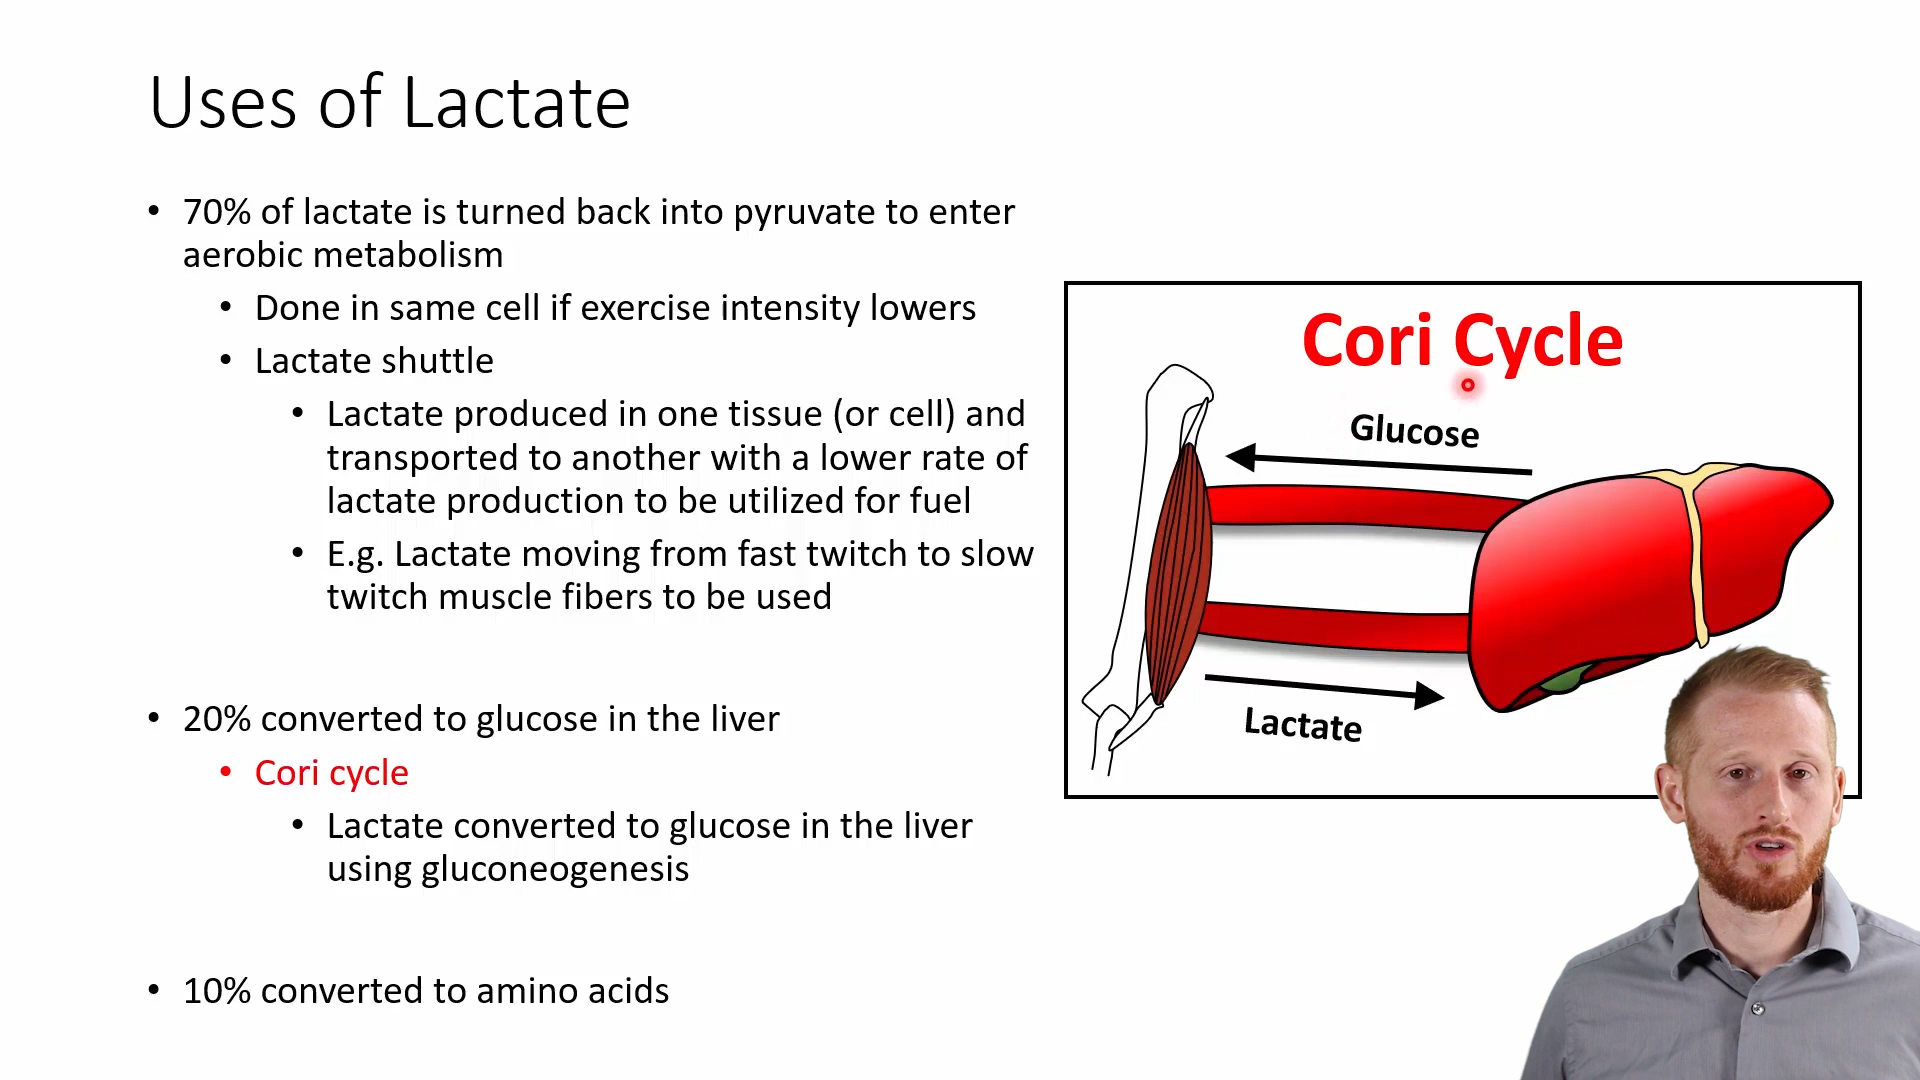 Uses of Lactate
• 70% of lactate is turned back into pyruvate to enter
aerobic metabolism
• Done in same cell if exercise intensity lowers
• Lactate shuttle
• Lactate produced in one tissue (or cell) and
transported to another with a lower rate of
lactate production to be utilized for fuel
• E.g. Lactate moving from fast twitch to slow
twitch muscle fibers to be used
• 20% converted to glucose in the liver
• Cori cycle
• Lactate converted to glucose in the liver
using gluconeogenesis
• 10% converted to amino acids
Cori Cycle
Glucose
Lactate